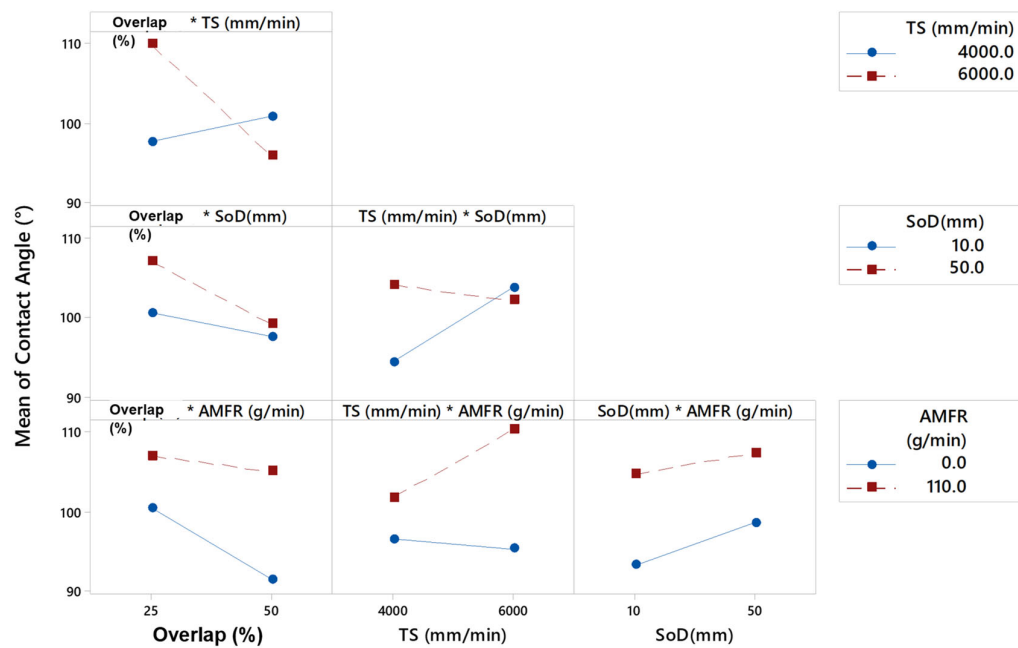 Overlap * TS (mm/min)
(%)
110
100
90
TS (mm/min)
4000.0
6000.0
Mean of Contact Angle (°)
Overlap * SoD(mm)
(%)
TS (mm/min) * SoD(mm)
110
100
90
SoD(mm)
10.0
50.0
Overlap * AMFR (g/min)
(%)
TS (mm/min) * AMFR (g/min)
SoD(mm) * AMFR (g/min)
110
100
90
AMFR
(g/min)
0.0
110.0
25 50
4000 6000
10 50
Overlap (%)
TS (mm/min)
SoD(mm)